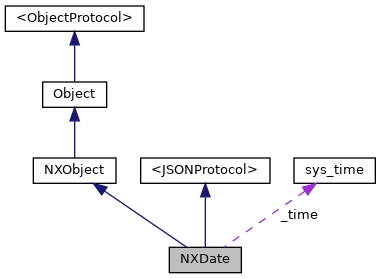 <ObjectProtocol>
Object
NXObject
<JSONProtocol>
sys_time
_time
NXDate